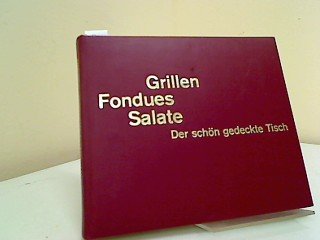 Grillen
Fondues
Salate
Der schön gedeckte Tisch